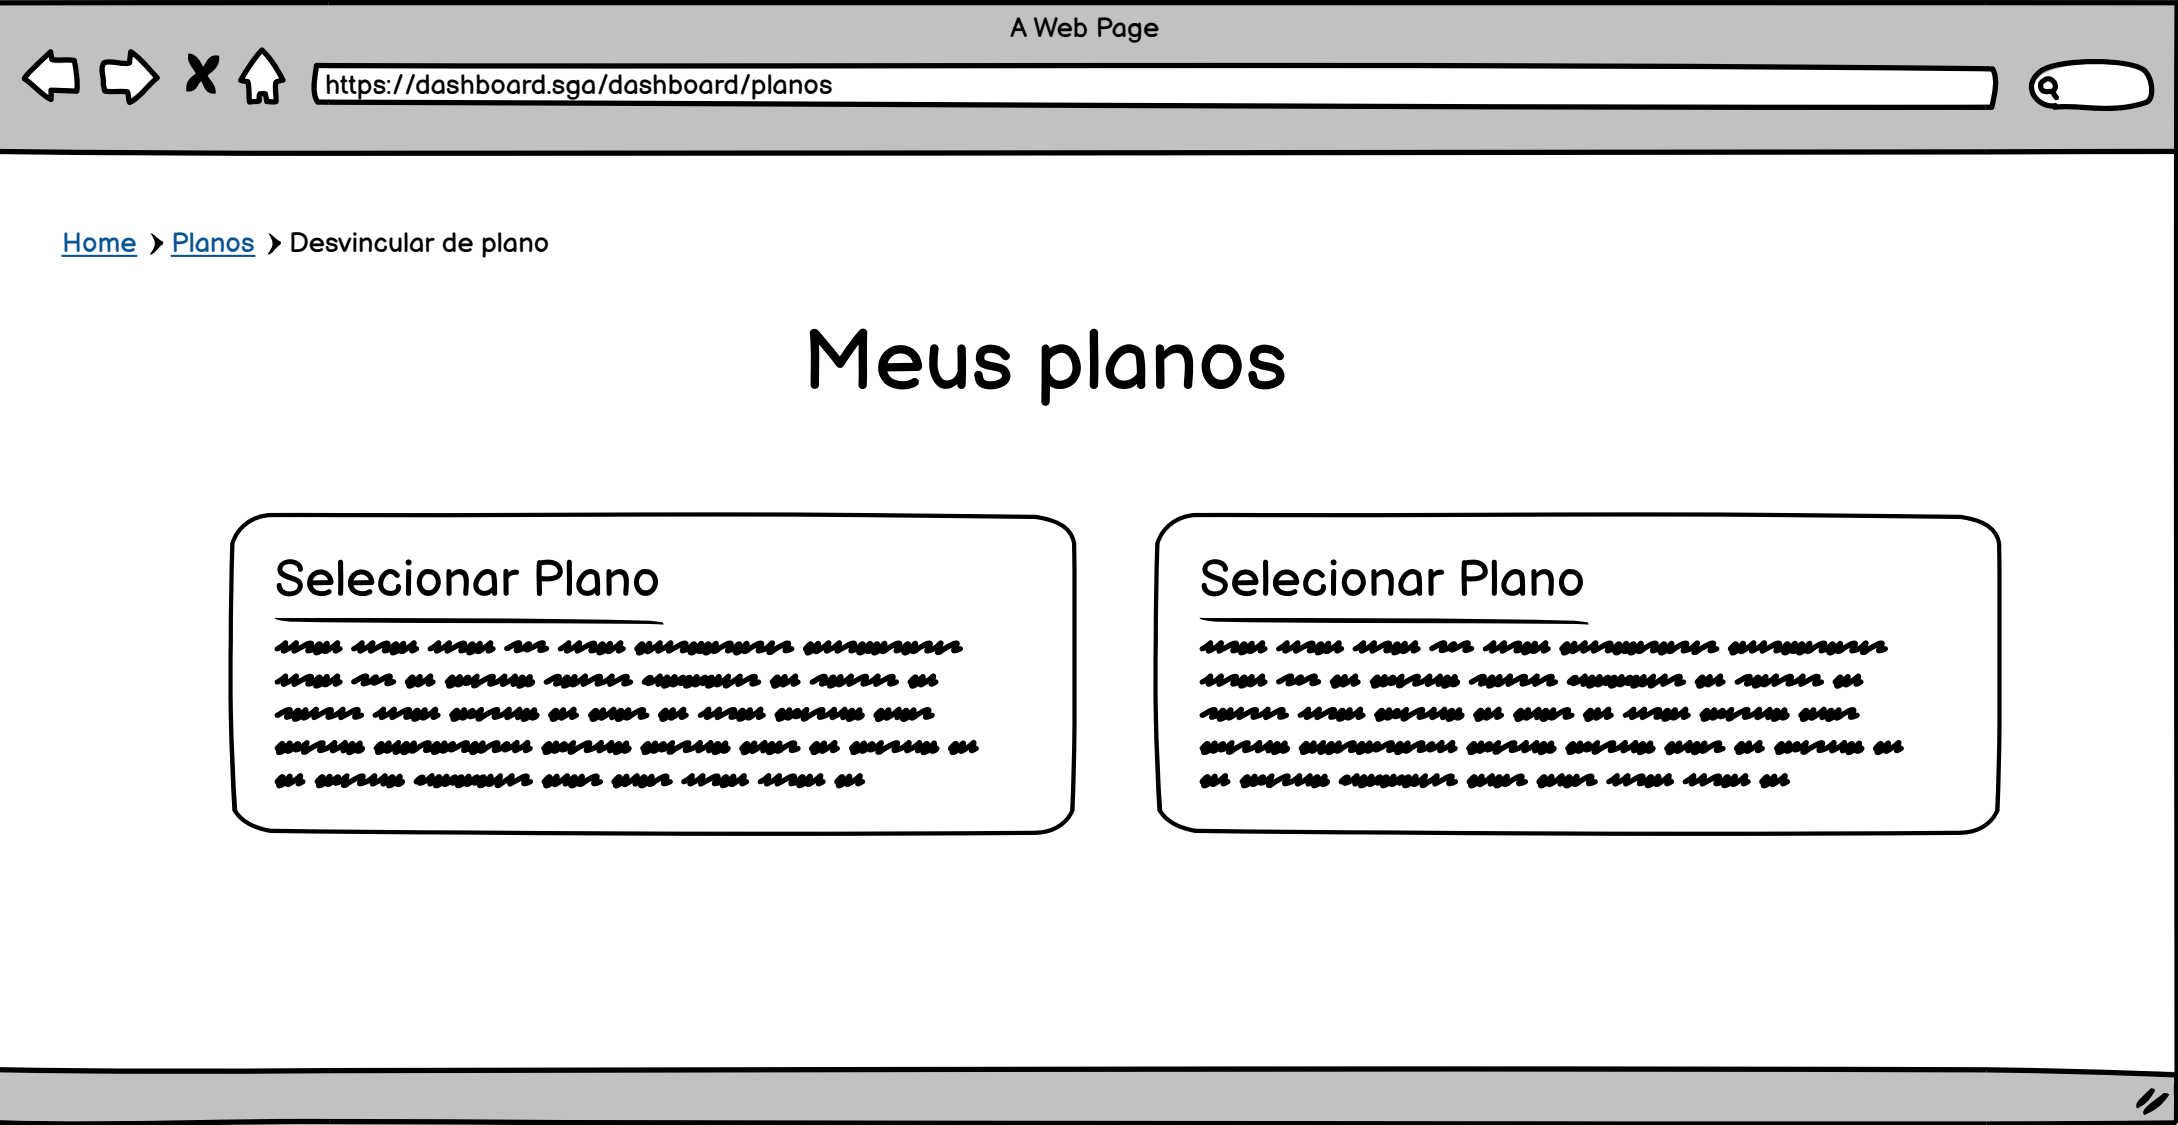 A Web Page
https://dashboard.sga/dashboard/planos
Home Planos Desvincular de plano
Meus planos
Selecionar Plano
Selecionar Plano